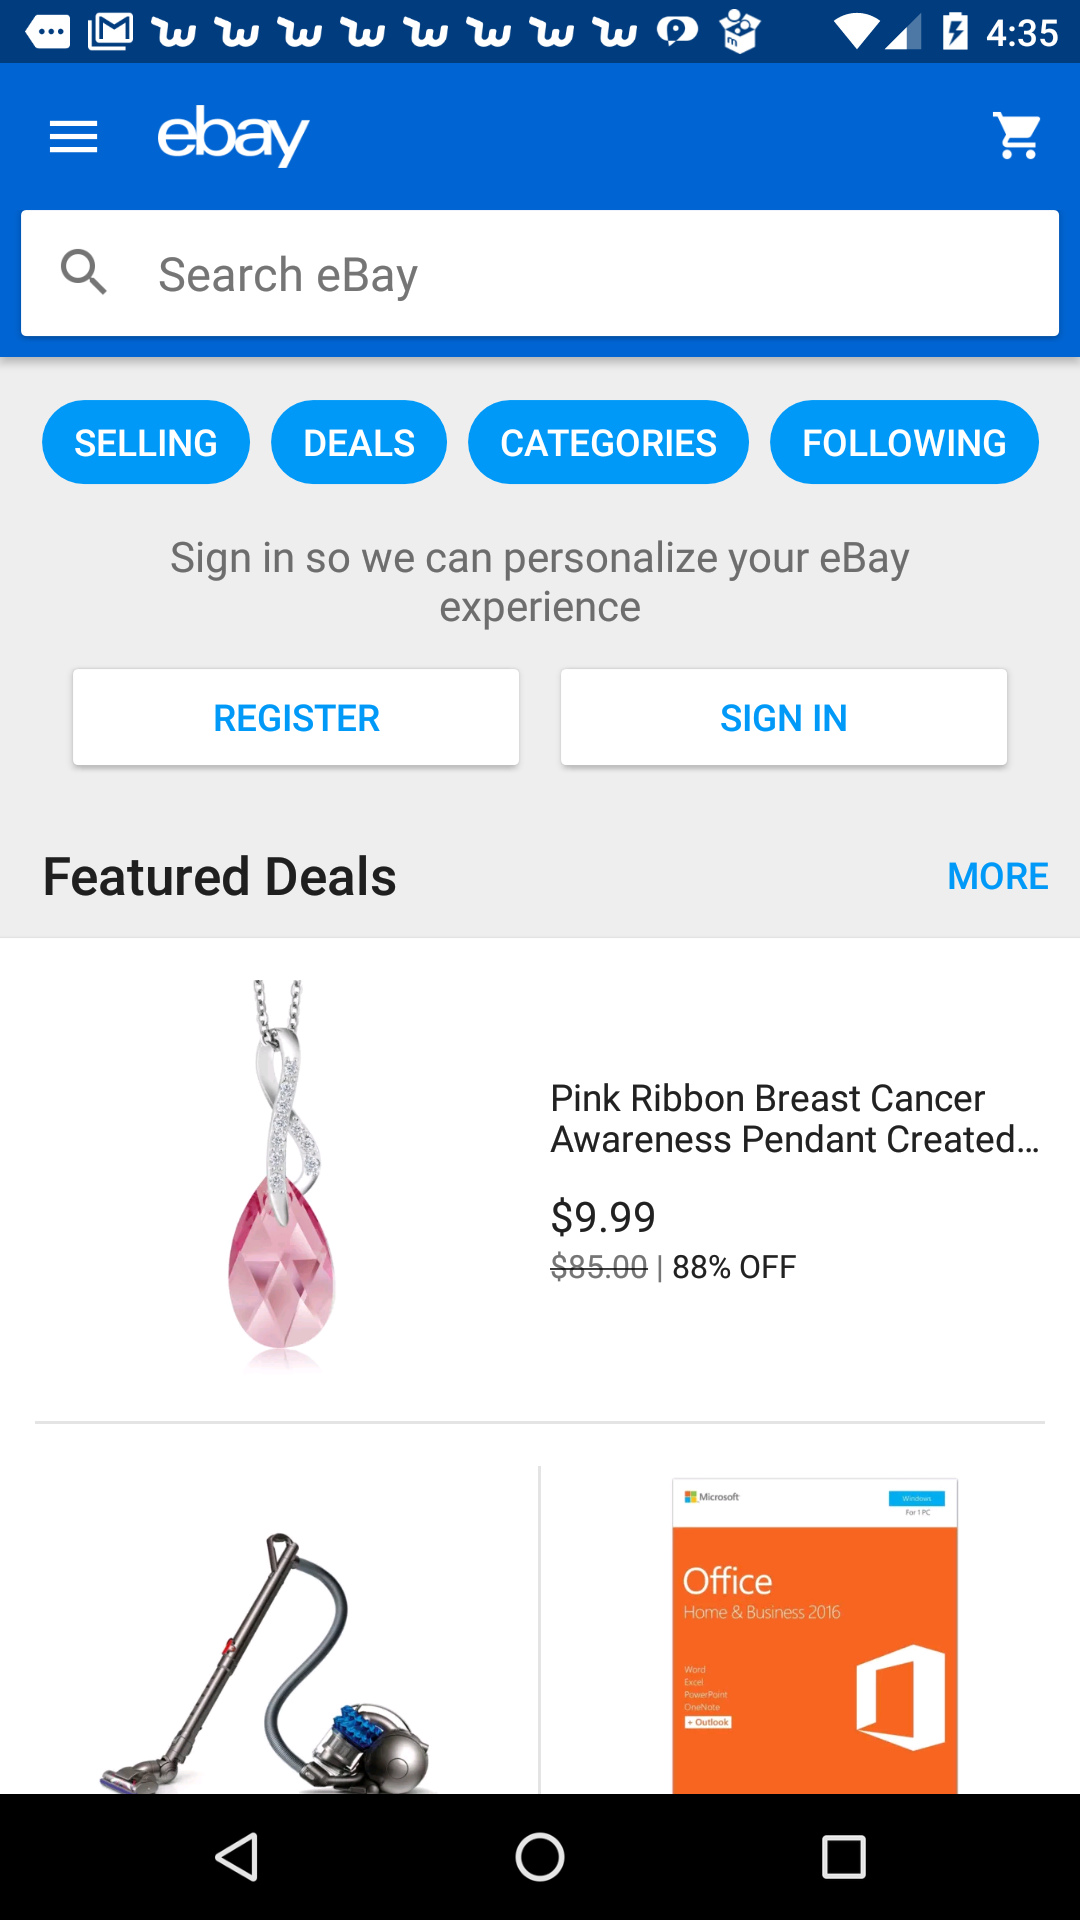 4:35
ebay
Search eBay
SELLING DEALS CATEGORIES FOLLOWING
Sign in so we can personalize your eBay
experience
REGISTER SIGN IN
Featured Deals MORE
Pink Ribbon Breast Cancer
Awareness Pendant Created...
$9.99
$85.00 | 88% OFF
Microsoft
Windows
For 1 PC
Office
Home & Business 2016
Word
Excel
PowerPoint
OneNote
+ Outlook